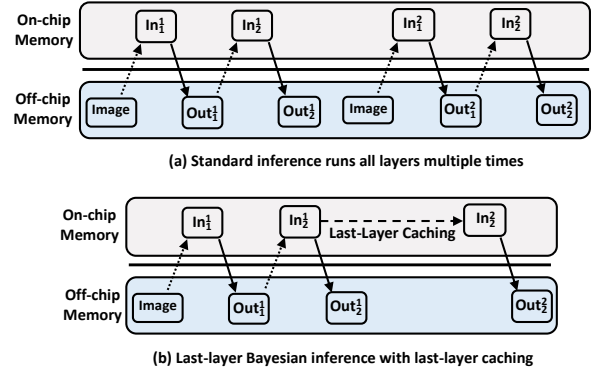 On-chip
Memory
In₁¹ In₂¹ In₁² In₂²
Off-chip
Memory
Image Out₁¹ Out₂¹ Image Out₁² Out₂²
(a) Standard inference runs all layers multiple times
On-chip
Memory
In₁¹ In₂¹ In₂²
Last-Layer Caching
Off-chip
Memory
Image Out₁¹ Out₂¹ Out₂²
(b) Last-layer Bayesian inference with last-layer caching